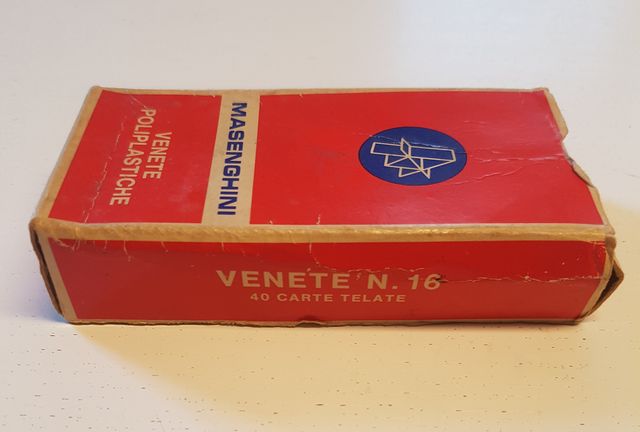 VENETE
POLIPLASTICHE
MASENGHINI
VENETE N. 16
40 CARTE TELATE